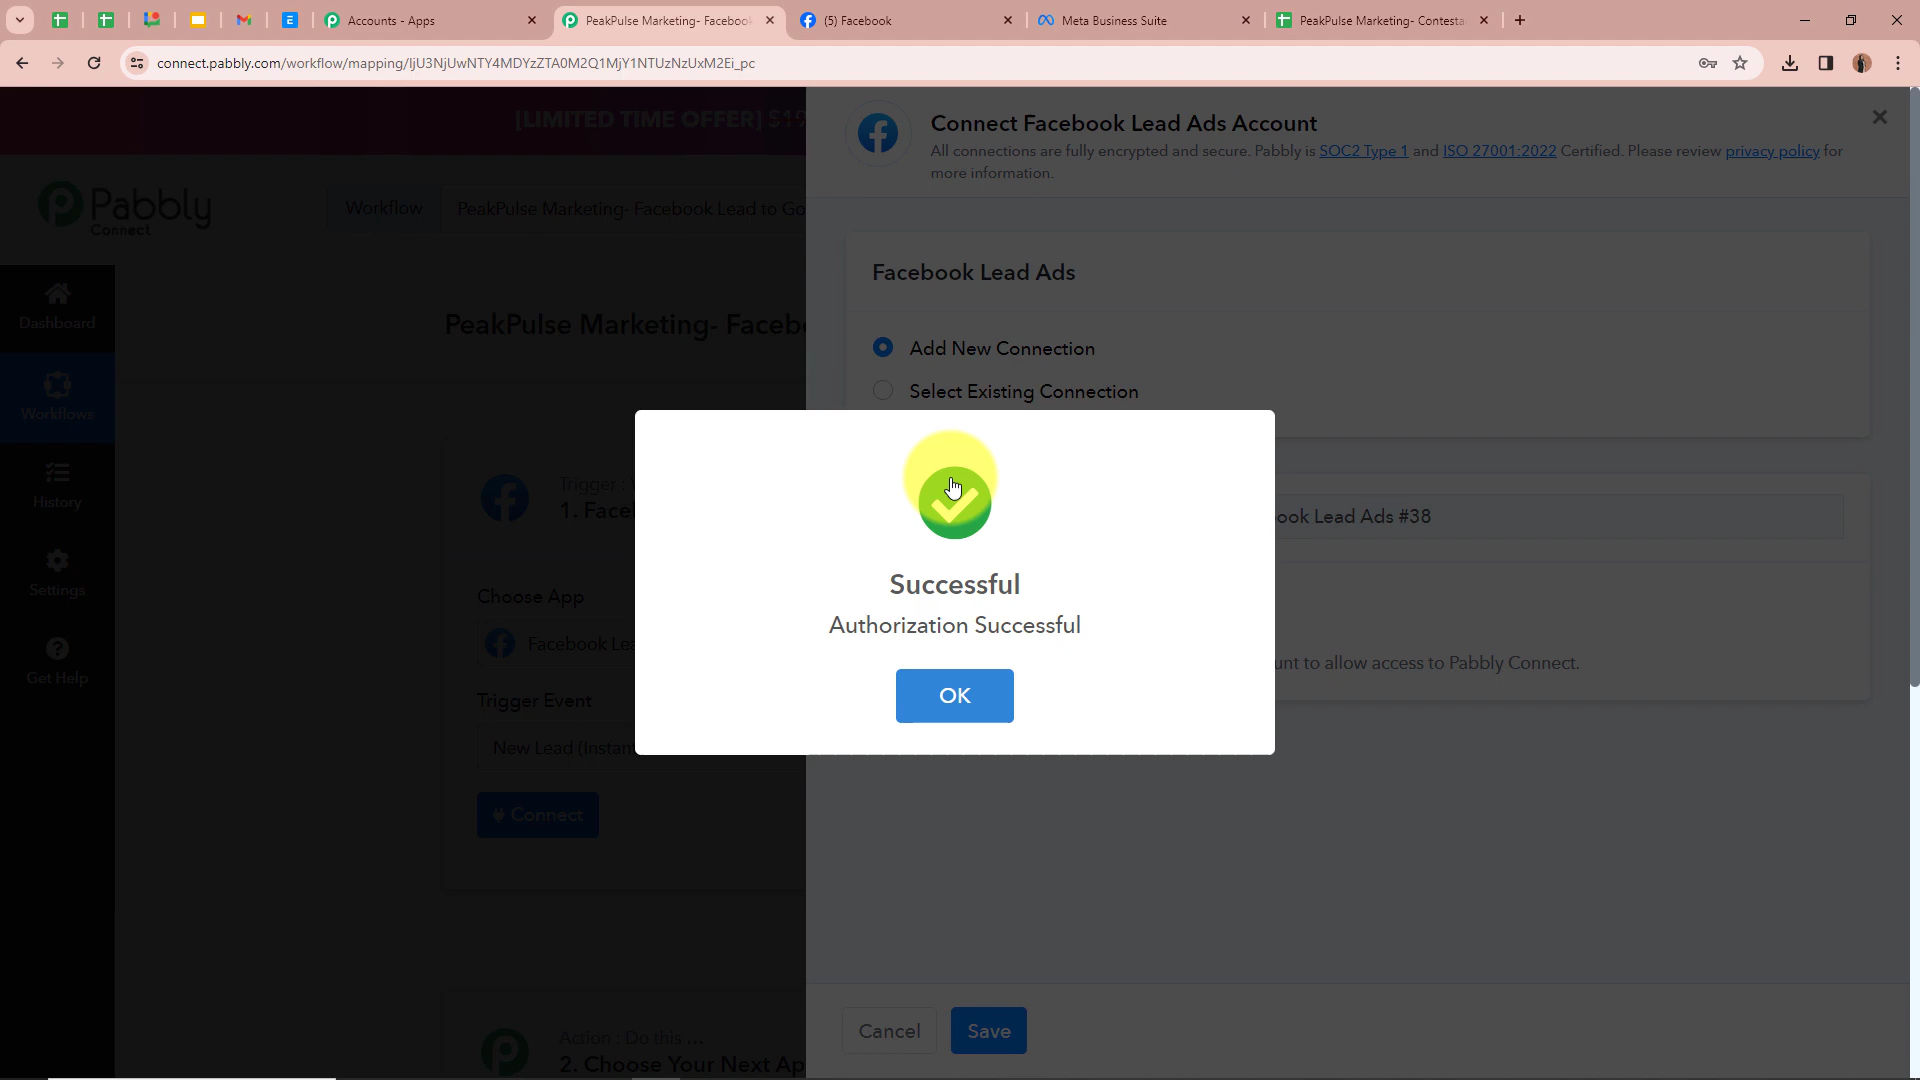 Accounts - Apps
PeakPulse Marketing- Facebook
(5) Facebook
Meta Business Suite
PeakPulse Marketing- Contesta
connect.pabbly.com/workflow/mapping/IjU3NjUwNTY4MDYzZTA0M2Q1MjY1NTUzNzUxM2Ei_pc
[LIMITED TIME OFFER] $19
Connect Facebook Lead Ads Account
All connections are fully encrypted and secure. Pabbly is SOC2 Type 1 and ISO 27001:2022 Certified. Please review privacy policy for
more information.
Pabbly
Connect
Workflow
PeakPulse Marketing- Facebook Lead to Go
Facebook Lead Ads
Dashboard
PeakPulse Marketing- Facebo
Add New Connection
Select Existing Connection
Workflows
Trigger :
1. Face
History
ook Lead Ads #38
Successful
Settings
Choose App
Authorization Successful
Facebook Lea
unt to allow access to Pabbly Connect.
Get Help
Trigger Event
OK
New Lead (Instan
Connect
Cancel
Save
Action : Do this ...
2. Choose Your Next Ap